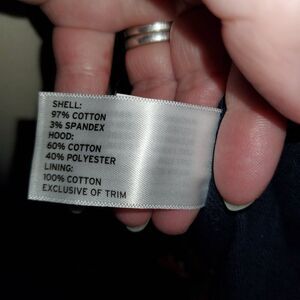 SHELL:
97% COTTON
3% SPANDEX
HOOD:
60% COTTON
40% POLYESTER
LINING:
100% COTTON
EXCLUSIVE OF TRIM